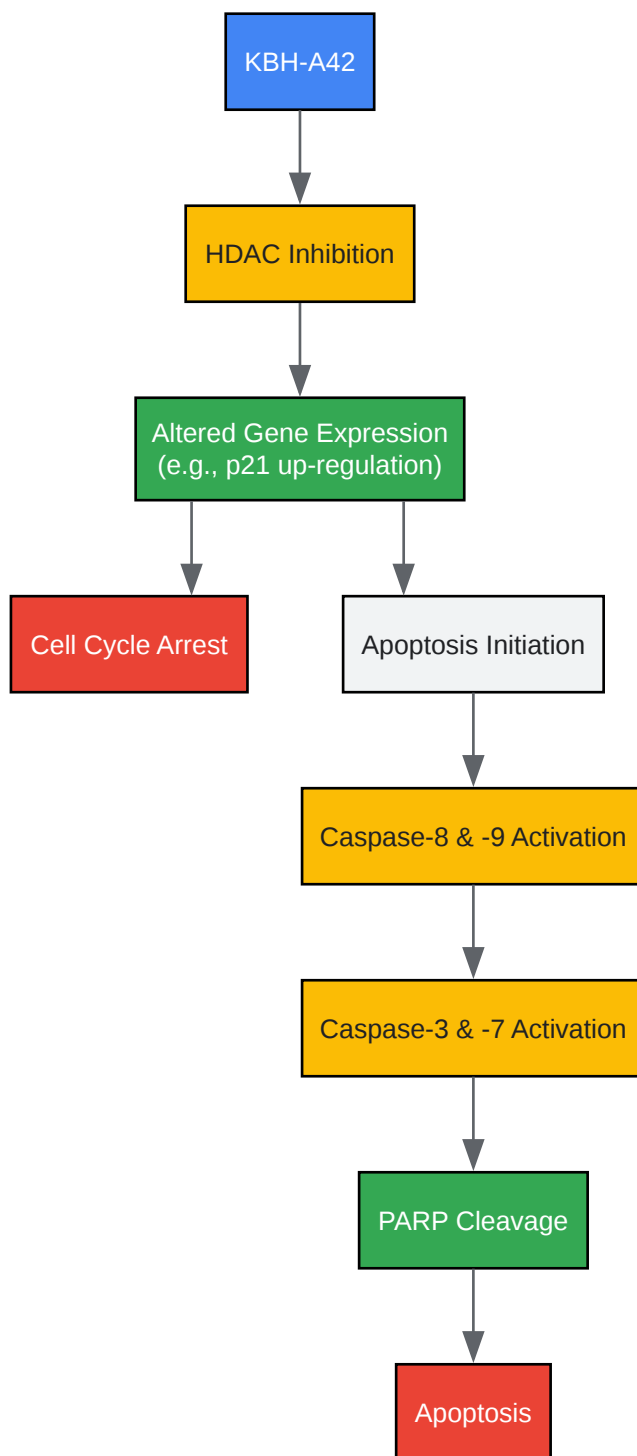 KBH-A42
HDAC Inhibition
Altered Gene Expression
(e.g., p21 up-regulation)
Cell Cycle Arrest
Apoptosis Initiation
Caspase-8 & -9 Activation
Caspase-3 & -7 Activation
PARP Cleavage
Apoptosis